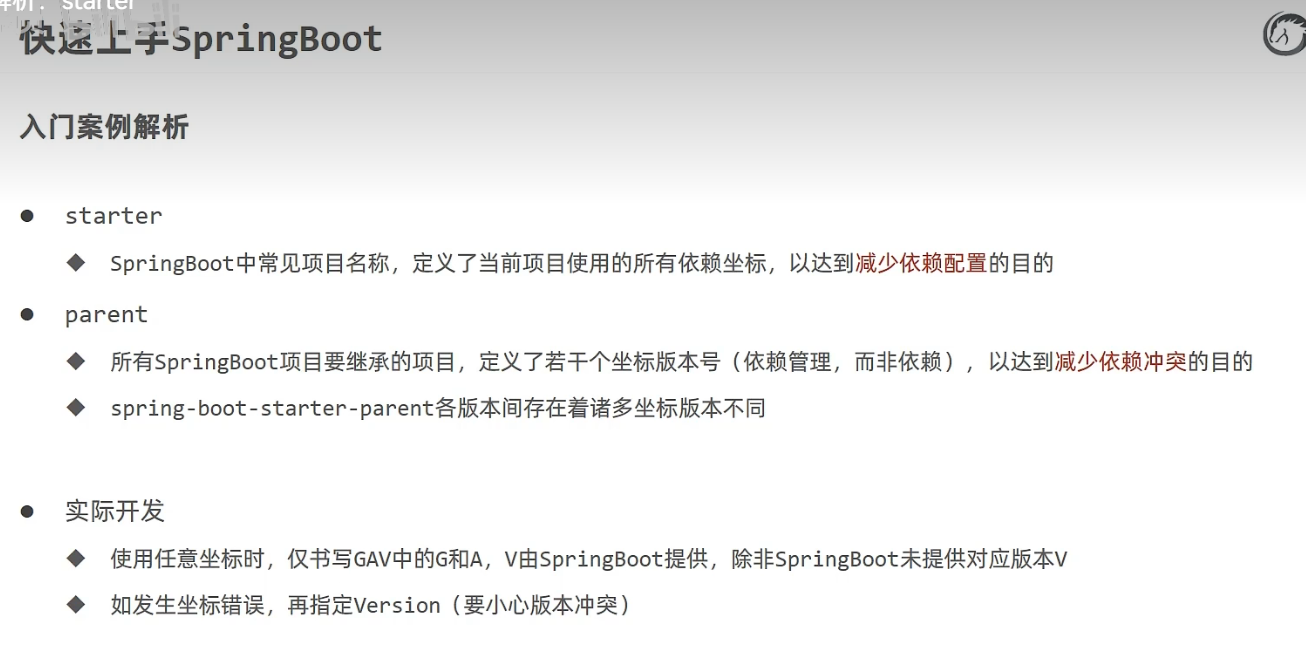 解析：starter
快速上手SpringBoot
入门案例解析
● starter
◆ SpringBoot中常见项目名称，定义了当前项目使用的所有依赖坐标，以达到减少依赖配置的目的
● parent
◆ 所有SpringBoot项目要继承的项目，定义了若干个坐标版本号（依赖管理，而非依赖），以达到减少依赖冲突的目的
◆ spring-boot-starter-parent各版本间存在着诸多坐标版本不同
● 实际开发
◆ 使用任意坐标时，仅书写GAV中的G和A，V由SpringBoot提供，除非SpringBoot未提供对应版本V
◆ 如发生坐标错误，再指定Version（要小心版本冲突）